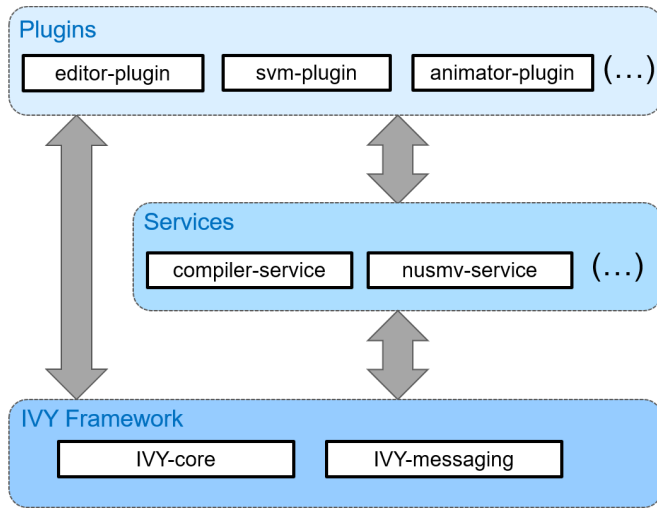 Plugins
editor-plugin svm-plugin animator-plugin (…)
Services
compiler-service nusmv-service (…)
IVY Framework
IVY-core IVY-messaging